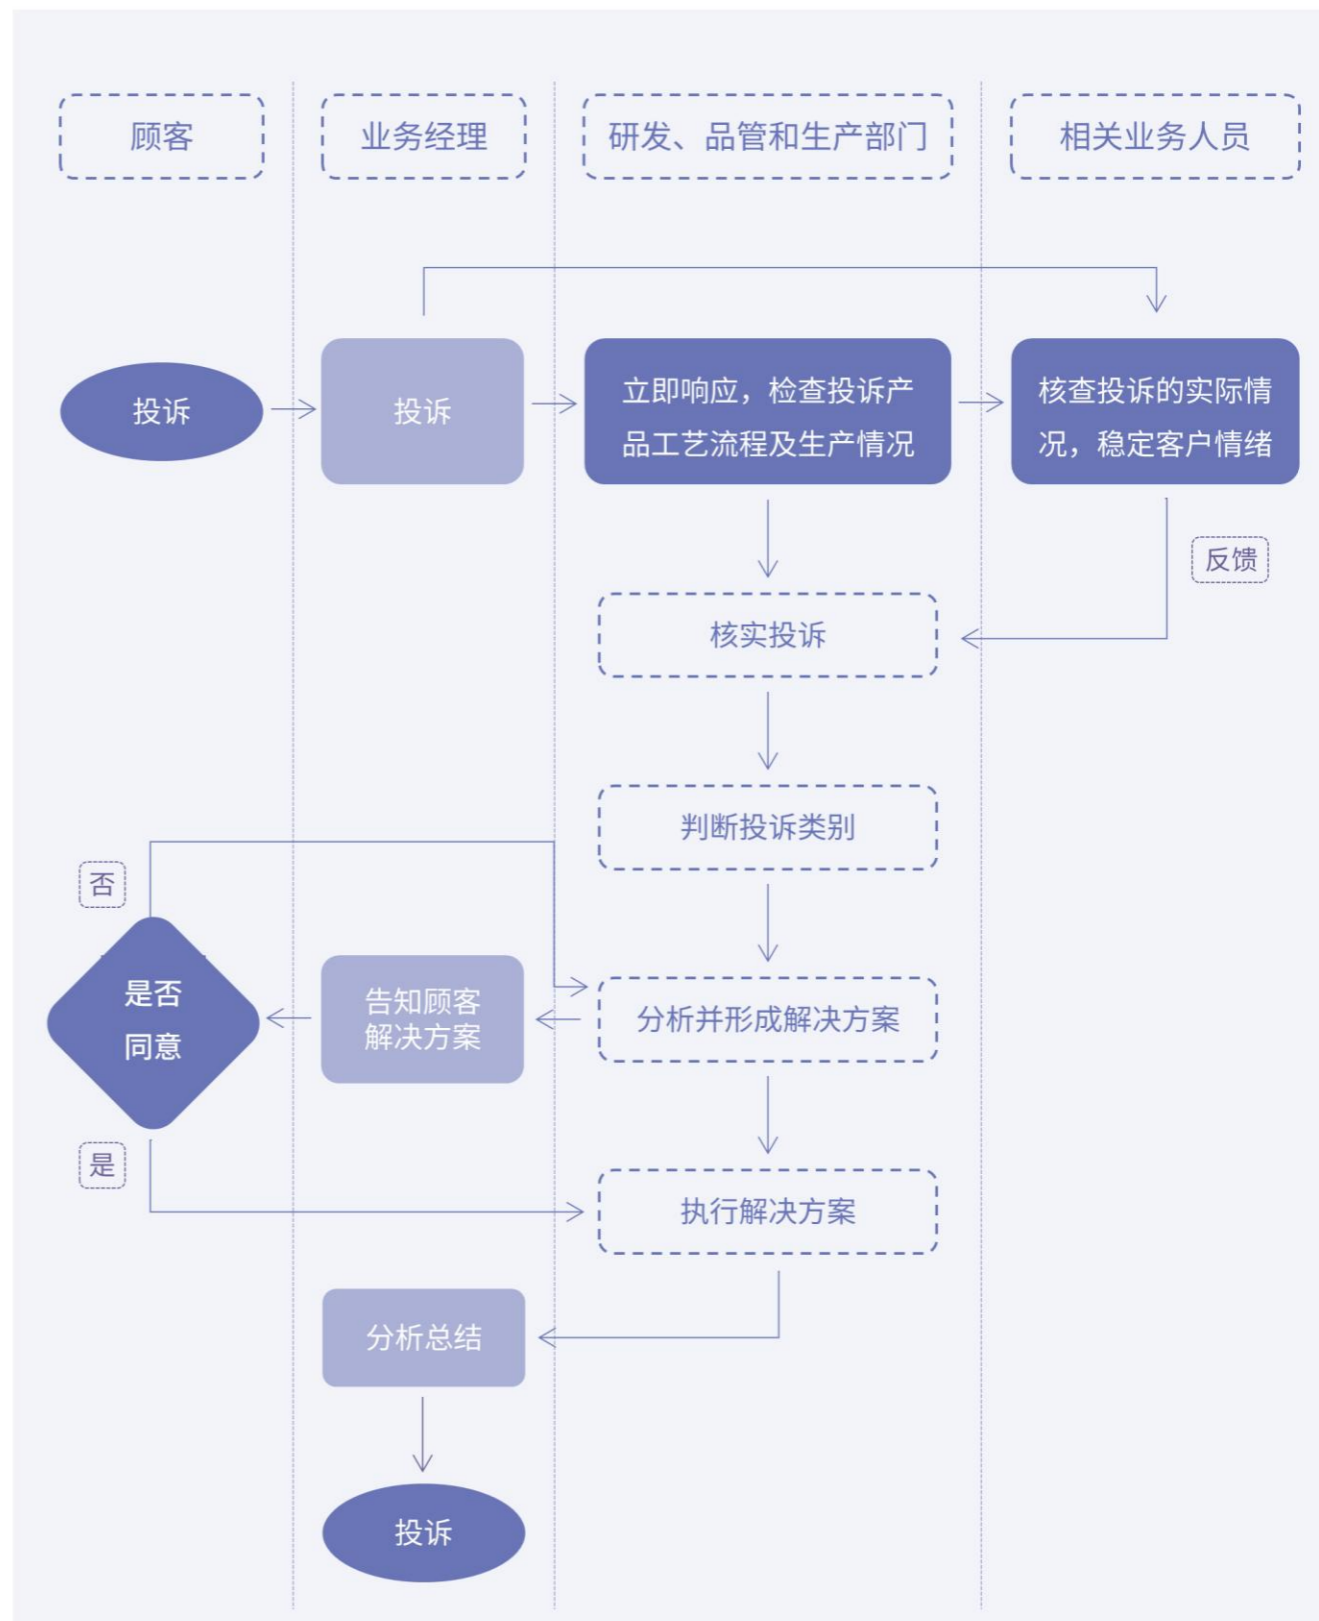 顾客
业务经理
研发、品管和生产部门
相关业务人员
投诉
投诉
立即响应，检查投诉产
品工艺流程及生产情况
核查投诉的实际情
况，稳定客户情绪
反馈
核实投诉
判断投诉类别
否
是否
同意
告知顾客
解决方案
分析并形成解决方案
是
执行解决方案
分析总结
投诉